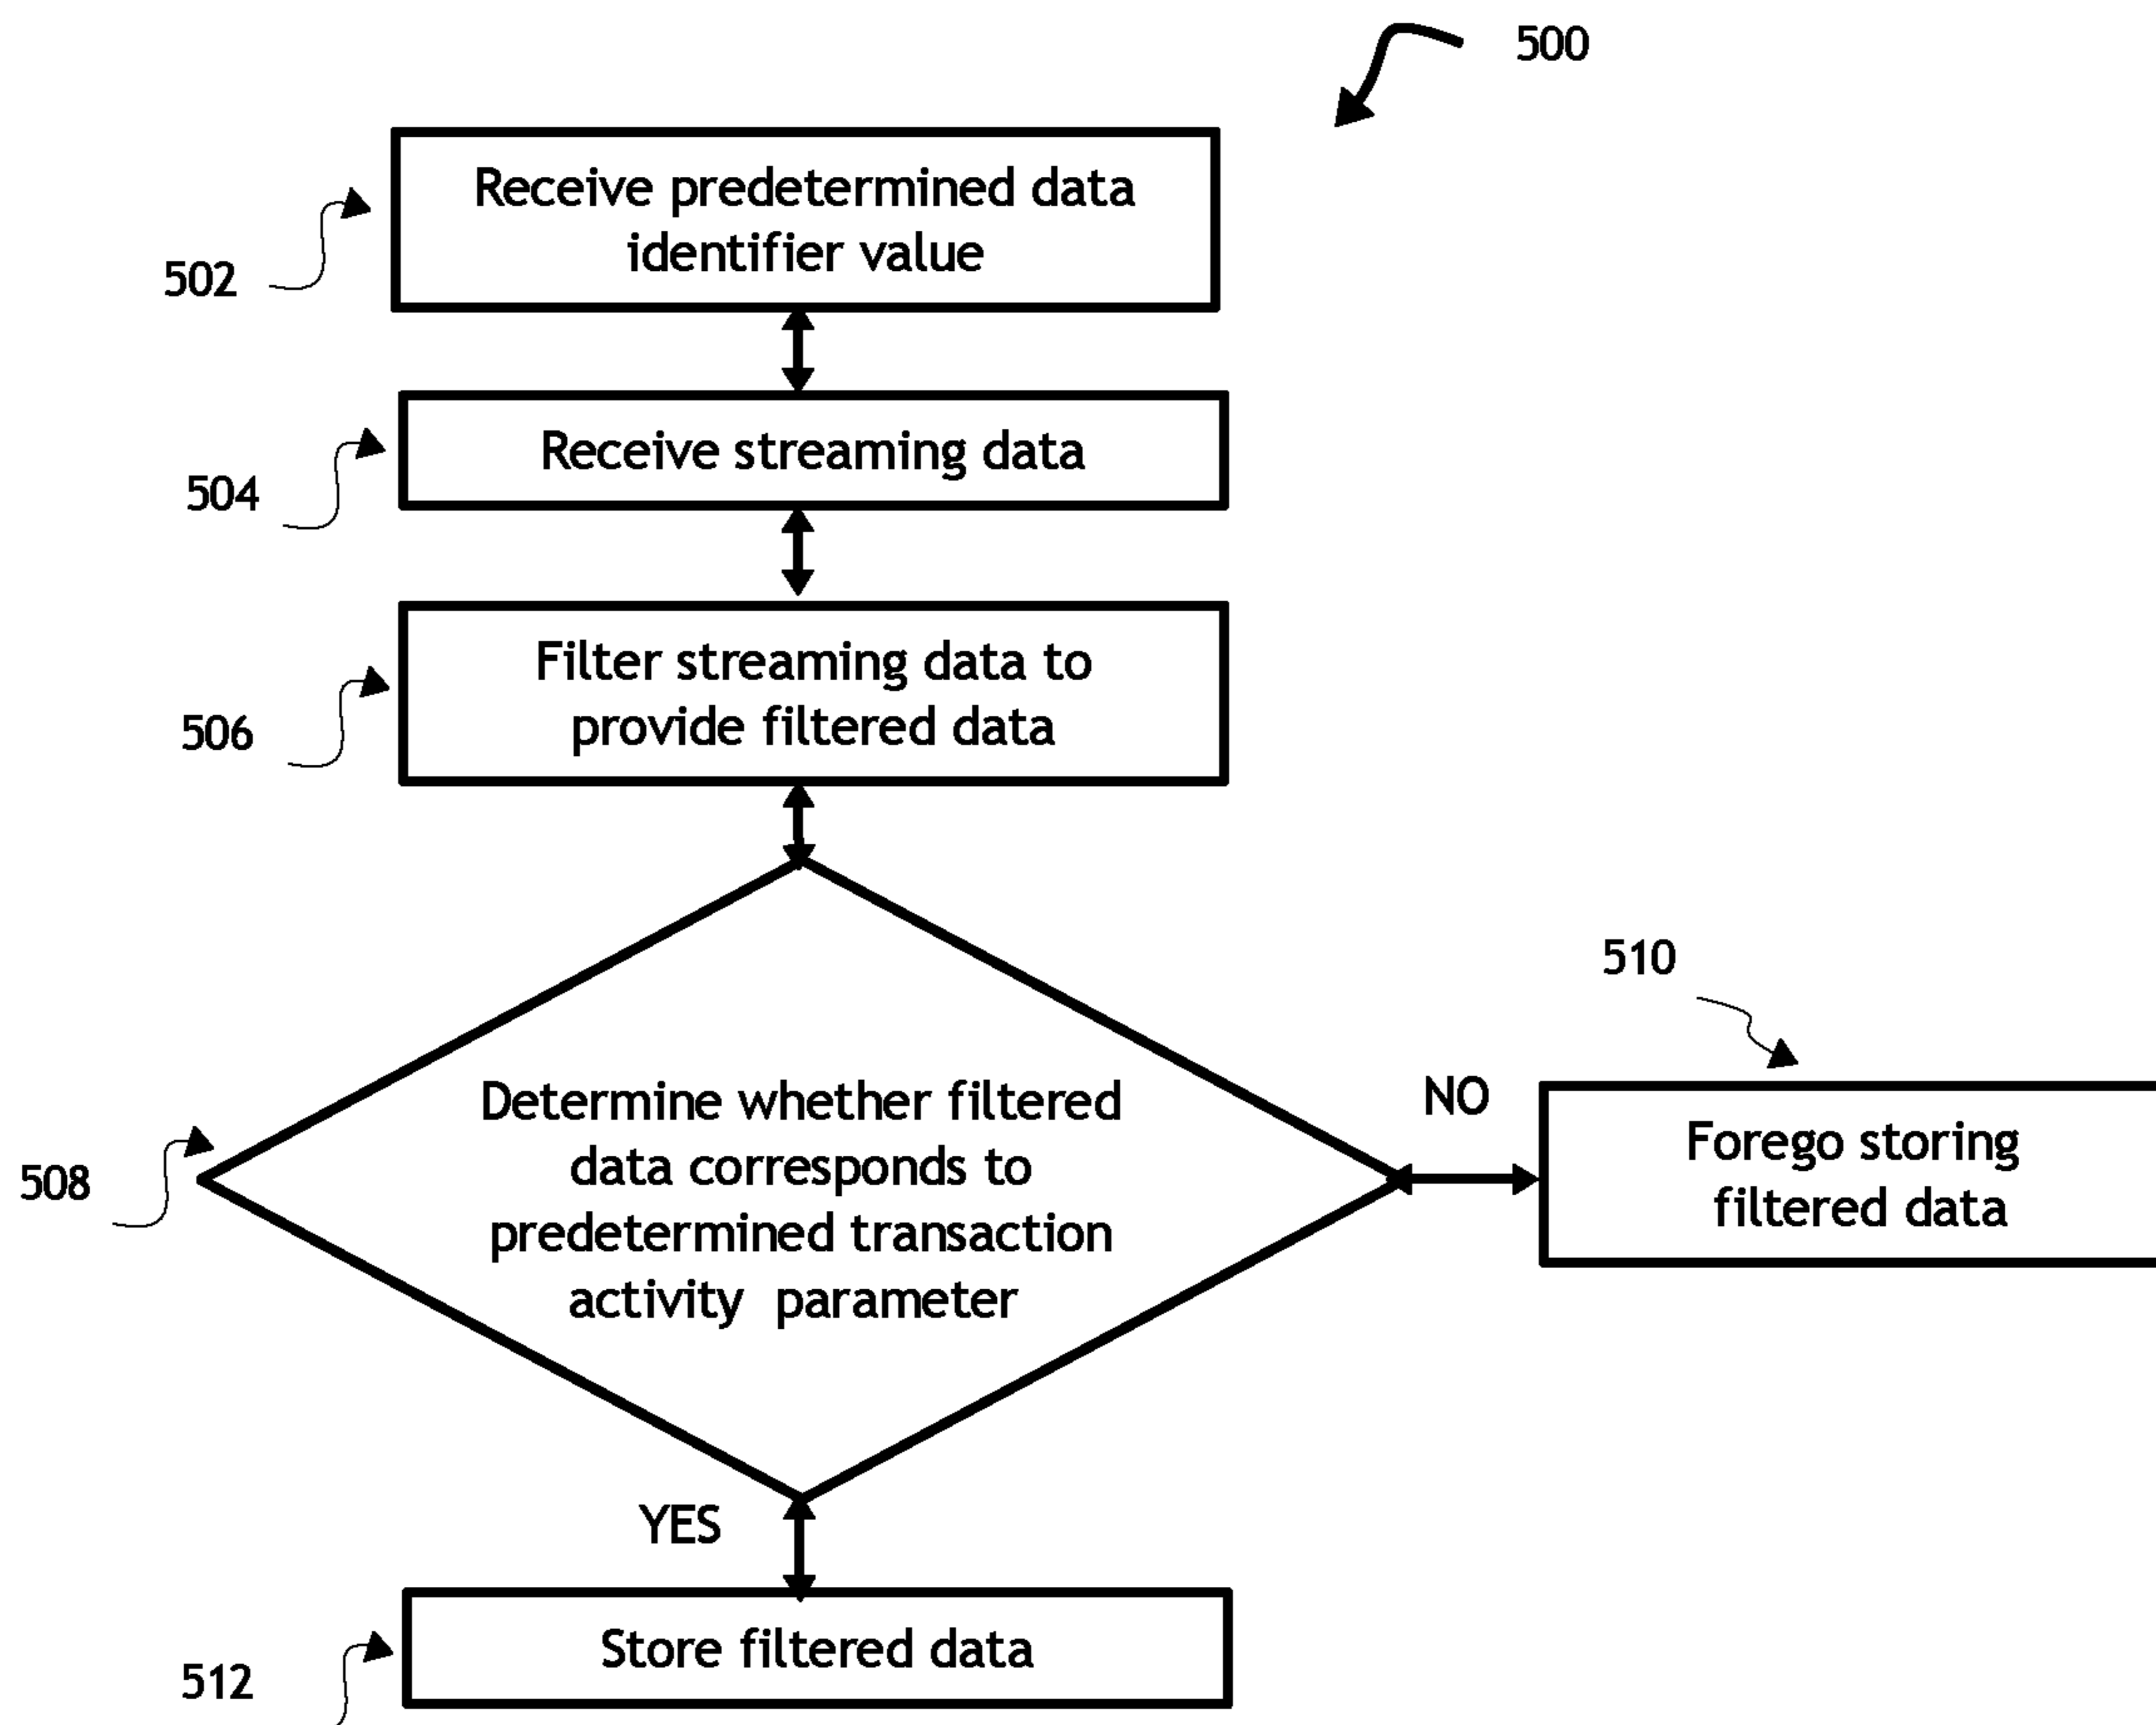 500
Receive predetermined data
identifier value
502
Receive streaming data
504
Filter streaming data to
provide filtered data
506
510
Determine whether filtered
data corresponds to
predetermined transaction
activity parameter
508
NO
Forego storing
filtered data
YES
Store filtered data
512